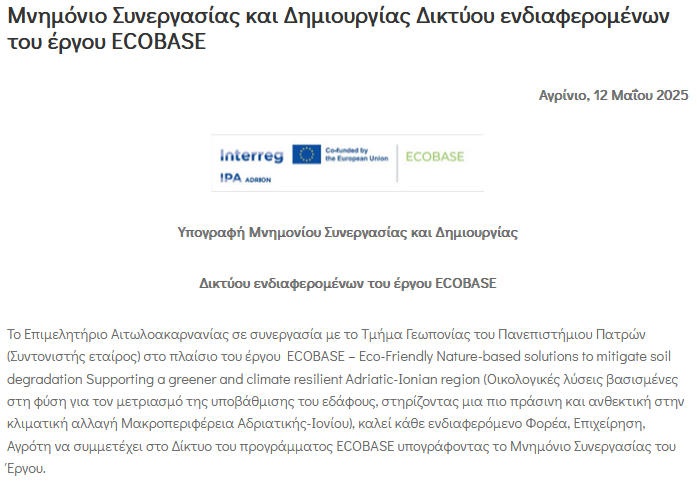 Μνημόνιο Συνεργασίας και Δημιουργίας Δικτύου ενδιαφερομένων
του έργου ECOBASE
Αγρίνιο, 12 Μαΐου 2025
Interreg
Co-funded by
the European Union
ECOBASE
IPA ADRION
Υπογραφή Μνημονίου Συνεργασίας και Δημιουργίας
Δικτύου ενδιαφερομένων του έργου ECOBASE
Το Επιμελητήριο Αιτωλοακαρνανίας σε συνεργασία με το Τμήμα Γεωπονίας του Πανεπιστήμιου Πατρών
(Συντονιστής εταίρος) στο πλαίσιο του έργου ECOBASE – Eco-Friendly Nature-based solutions to mitigate soil
degradation Supporting a greener and climate resilient Adriatic-Ionian region (Οικολογικές λύσεις βασισμένες
στη φύση για τον μετριασμό της υποβάθμισης του εδάφους, στηρίζοντας μια πιο πράσινη και ανθεκτική στην
κλιματική αλλαγή Μακροπεριφέρεια Αδριατικής-Ιονίου), καλεί κάθε ενδιαφερόμενο Φορέα, Επιχείρηση,
Αγρότη να συμμετέχει στο Δίκτυο του προγράμματος ECOBASE υπογράφοντας το Μνημόνιο Συνεργασίας του
Έργου.